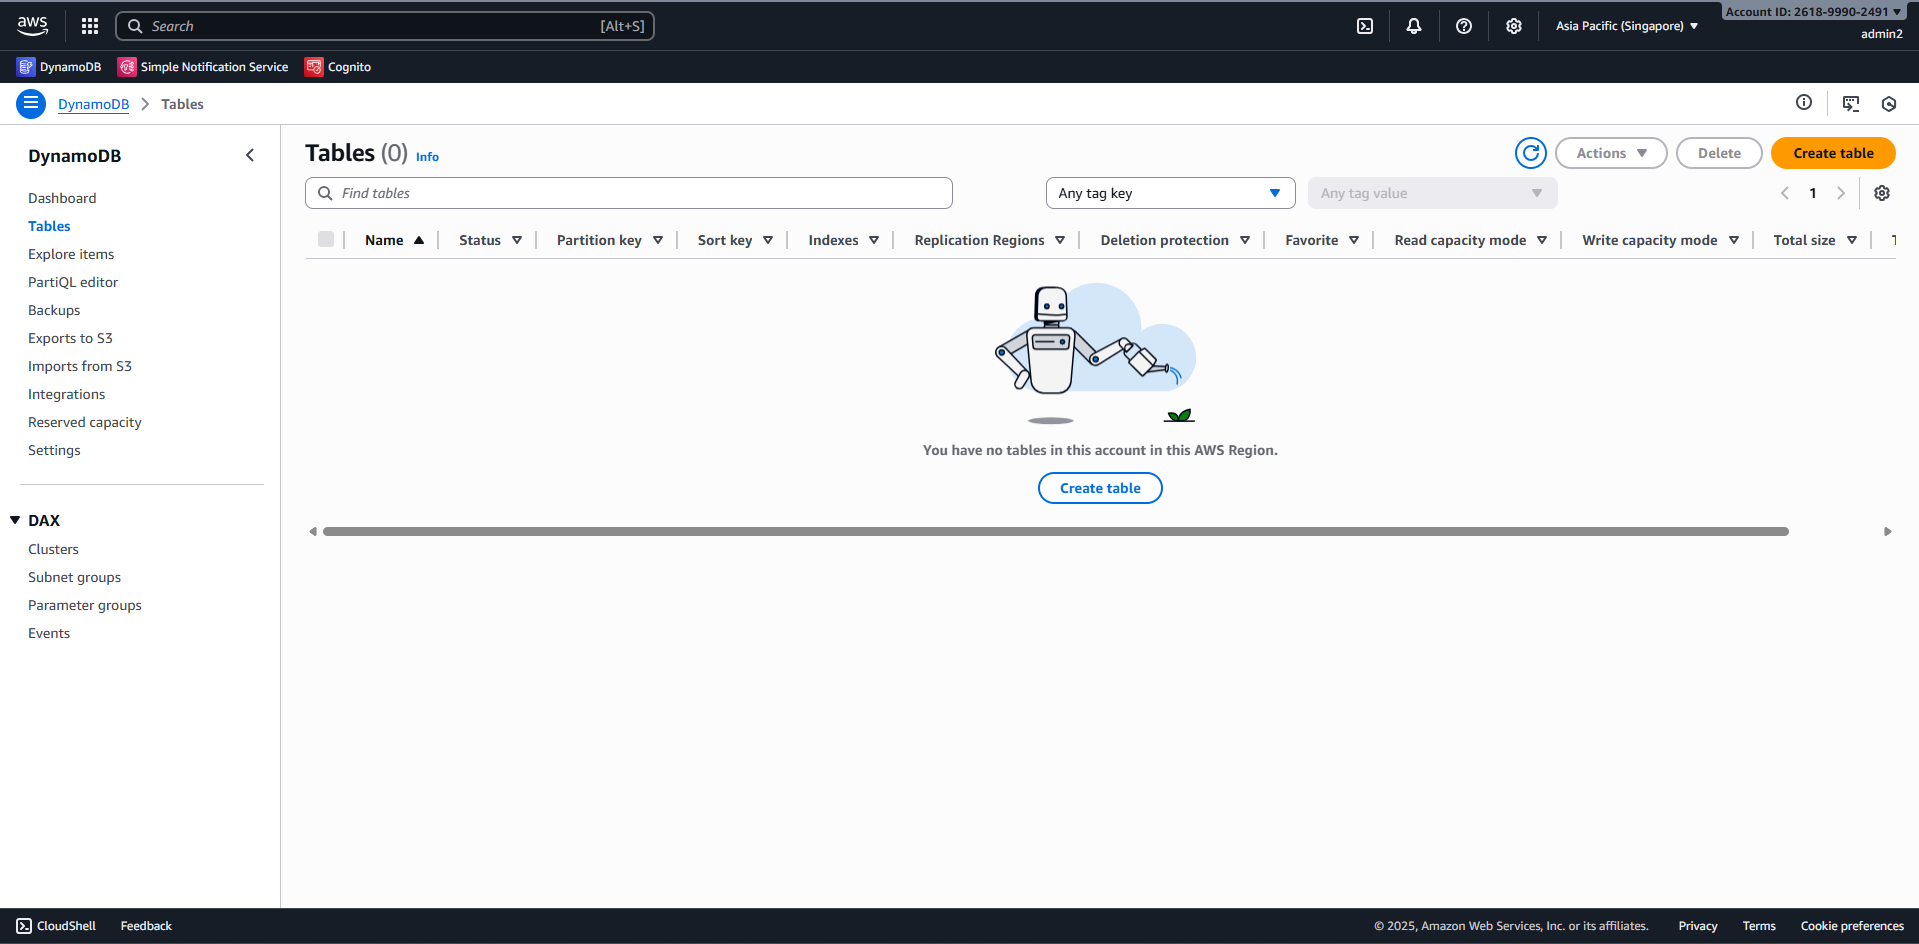 aws
Search [Alt+S]
Asia Pacific (Singapore)
Account ID: 2618-9990-2491
admin2
DynamoDB Simple Notification Service Cognito
DynamoDB Tables
DynamoDB
Dashboard
Tables
Explore items
PartiQL editor
Backups
Exports to S3
Imports from S3
Integrations
Reserved capacity
Settings
DAX
Clusters
Subnet groups
Parameter groups
Events
Tables (0) Info
Actions Delete Create table
Find tables Any tag key Any tag value 1
Name Status Partition key Sort key Indexes Replication Regions Deletion protection Favorite Read capacity mode Write capacity mode Total size
You have no tables in this account in this AWS Region.
Create table
CloudShell Feedback © 2025, Amazon Web Services, Inc. or its affiliates. Privacy Terms Cookie preferences